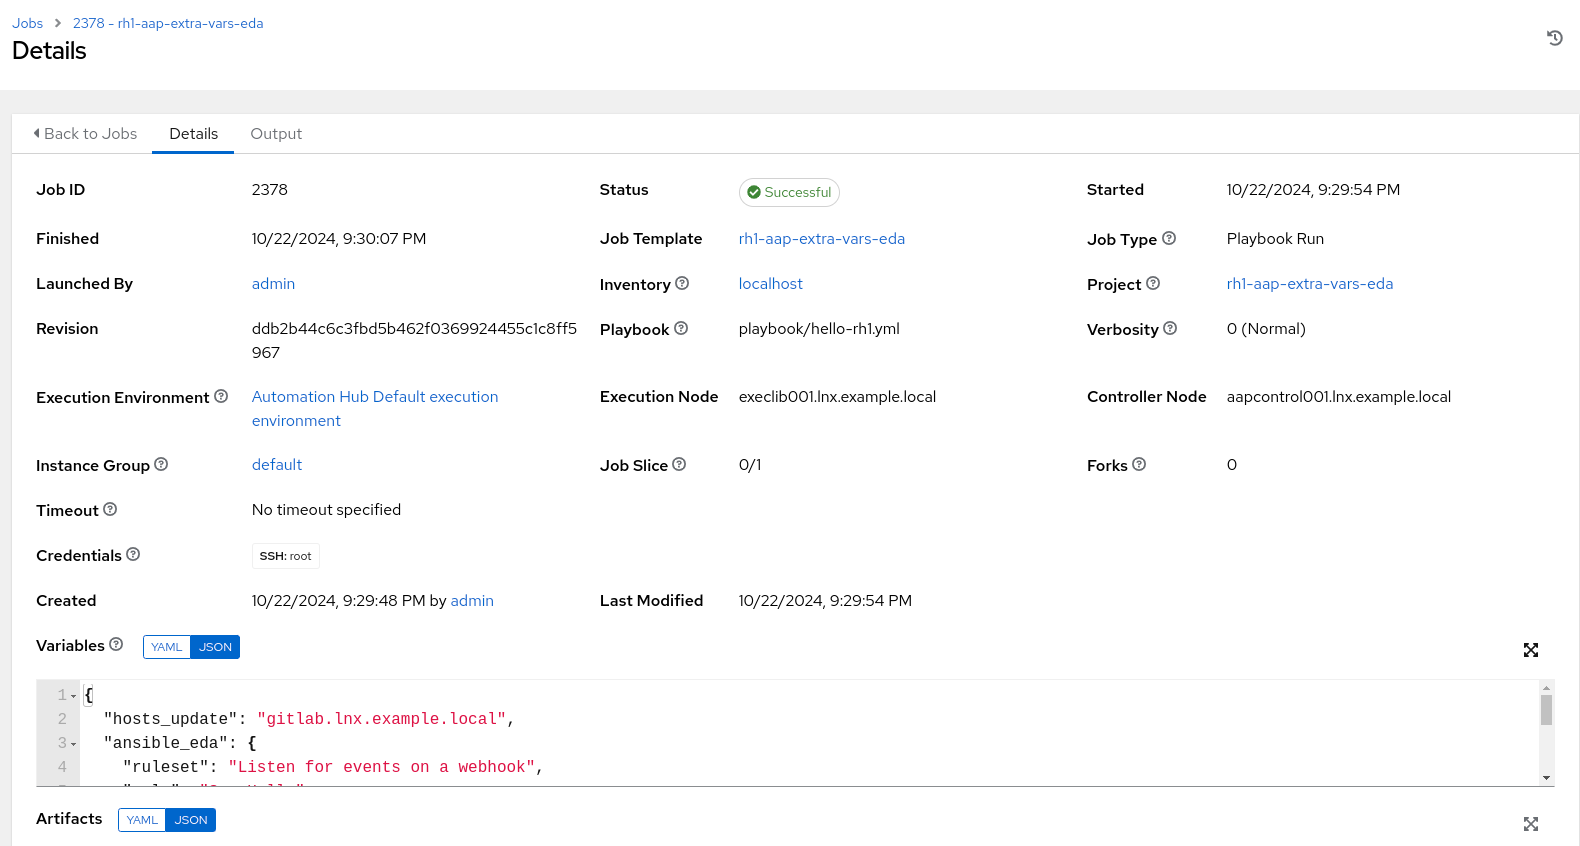 Jobs > 2378 - rh1-aap-extra-vars-eda
Details
Back to Jobs Details Output
Job ID 2378 Status Successful Started 10/22/2024, 9:29:54 PM
Finished 10/22/2024, 9:30:07 PM Job Template rh1-aap-extra-vars-eda Job Type Playbook Run
Launched By admin Inventory localhost Project rh1-aap-extra-vars-eda
Revision ddb2b44c6c3fbd5b462f0369924455c1c8ff5 Playbook playbook/hello-rh1.yml Verbosity 0 (Normal)
967
Execution Environment Automation Hub Default execution Execution Node execlib001.lnx.example.local Controller Node aapcontrol001.lnx.example.local
environment
Instance Group default Job Slice 0/1 Forks 0
Timeout No timeout specified
Credentials SSH: root
Created 10/22/2024, 9:29:48 PM by admin Last Modified 10/22/2024, 9:29:54 PM
Variables YAML JSON
1 {
2 "hosts_update": "gitlab.lnx.example.local",
3 "ansible_eda": {
4 "ruleset": "Listen for events on a webhook",
Artifacts YAML JSON